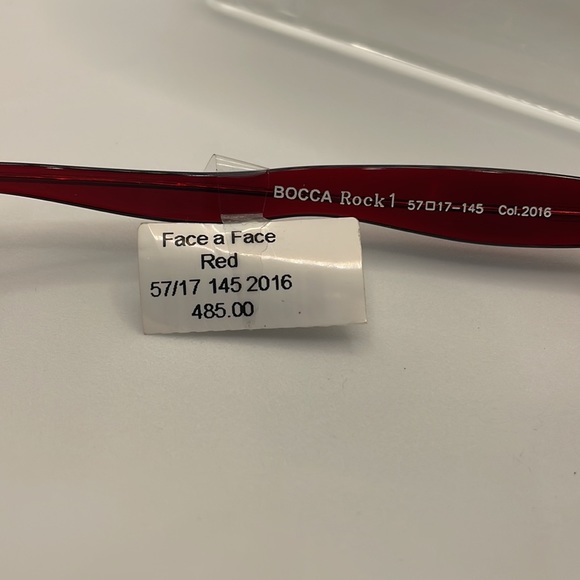 BOCCA Rock 1 57□17-145 Col.2016
Face a Face
Red
57/17 145 2016
485.00